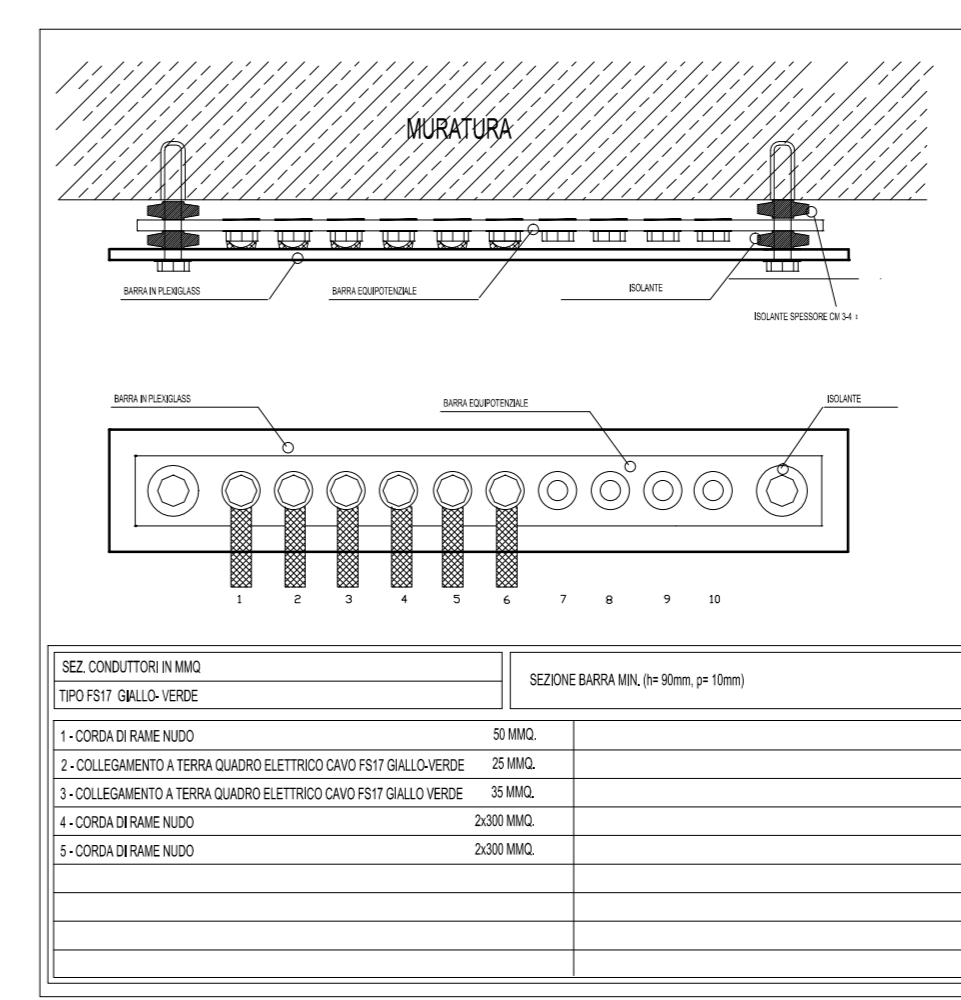 MURATURA
BARRA IN PLEXIGLASS
BARRA EQUIPOTENZIALE
ISOLANTE
ISOLANTE SPESSORE CM 3-4
BARRA IN PLEXIGLASS
BARRA EQUIPOTENZIALE
ISOLANTE
1 2 3 4 5 6 7 8 9 10
SEZ. CONDUTTORI IN MMQ
TIPO FS17 GIALLO- VERDE
SEZIONE BARRA MIN. (h= 90mm, p= 10mm)
1 - CORDA DI RAME NUDO 50 MMQ.
2 - COLLEGAMENTO A TERRA QUADRO ELETTRICO CAVO FS17 GIALLO-VERDE 25 MMQ.
3 - COLLEGAMENTO A TERRA QUADRO ELETTRICO CAVO FS17 GIALLO VERDE 35 MMQ.
4 - CORDA DI RAME NUDO 2x300 MMQ.
5 - CORDA DI RAME NUDO 2x300 MMQ.